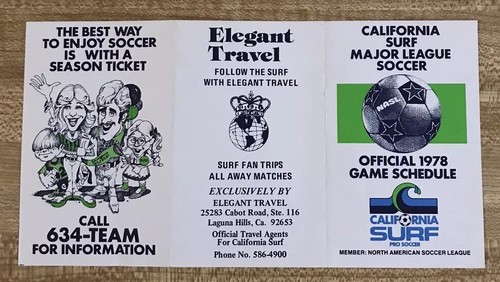 THE BEST WAY
TO ENJOY SOCCER
IS WITH A
SEASON TICKET
CALL
634-TEAM
FOR INFORMATION
Elegant
Travel
FOLLOW THE SURF
WITH ELEGANT TRAVEL
SURF FAN TRIPS
ALL AWAY MATCHES
EXCLUSIVELY BY
ELEGANT TRAVEL
25283 Cabot Road, Ste. 116
Laguna Hills, Ca. 92653
Official Travel Agents
For California Surf
Phone No. 586-4900
CALIFORNIA
SURF
MAJOR LEAGUE
SOCCER
NASL
OFFICIAL 1978
GAME SCHEDULE
CALIFORNIA
SURF
PRO SOCCER
MEMBER: NORTH AMERICAN SOCCER LEAGUE